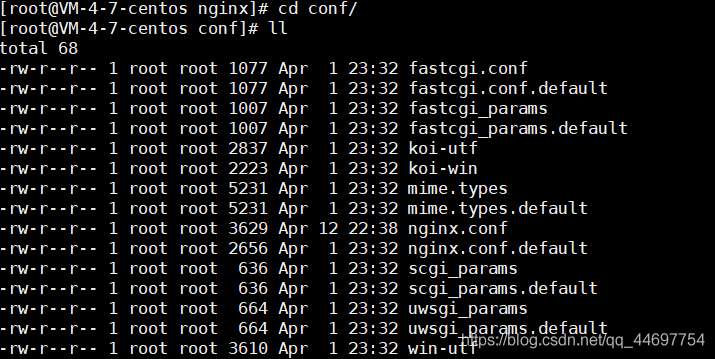 [root@VM-4-7-centos nginx]# cd conf/
[root@VM-4-7-centos conf]# ll
total 68
-rw-r--r-- 1 root root 1077 Apr  1 23:32 fastcgi.conf
-rw-r--r-- 1 root root 1077 Apr  1 23:32 fastcgi.conf.default
-rw-r--r-- 1 root root 1007 Apr  1 23:32 fastcgi_params
-rw-r--r-- 1 root root 1007 Apr  1 23:32 fastcgi_params.default
-rw-r--r-- 1 root root 2837 Apr  1 23:32 koi-utf
-rw-r--r-- 1 root root 2223 Apr  1 23:32 koi-win
-rw-r--r-- 1 root root 5231 Apr  1 23:32 mime.types
-rw-r--r-- 1 root root 5231 Apr  1 23:32 mime.types.default
-rw-r--r-- 1 root root 3629 Apr 12 22:38 nginx.conf
-rw-r--r-- 1 root root 2656 Apr  1 23:32 nginx.conf.default
-rw-r--r-- 1 root root  636 Apr  1 23:32 scgi_params
-rw-r--r-- 1 root root  636 Apr  1 23:32 scgi_params.default
-rw-r--r-- 1 root root  664 Apr  1 23:32 uwsgi_params
-rw-r--r-- 1 root root  664 Apr  1 23:32 uwsgi_params.default
-rw-r--r-- 1 root root 3610 Apr  1 23:32 win-utf
https://blog.csdn.net/qq_44697754